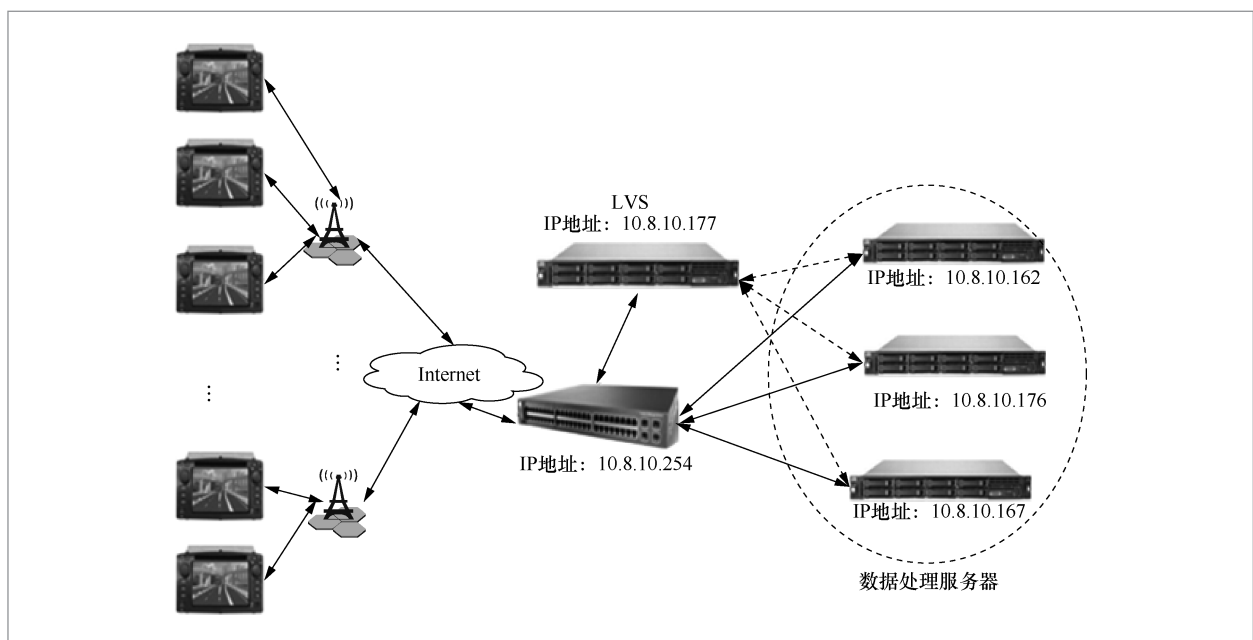 LVS
IP地址：10.8.10.177
IP地址：10.8.10.162
Internet
IP地址：10.8.10.176
IP地址：10.8.10.254
IP地址：10.8.10.167
数据处理服务器